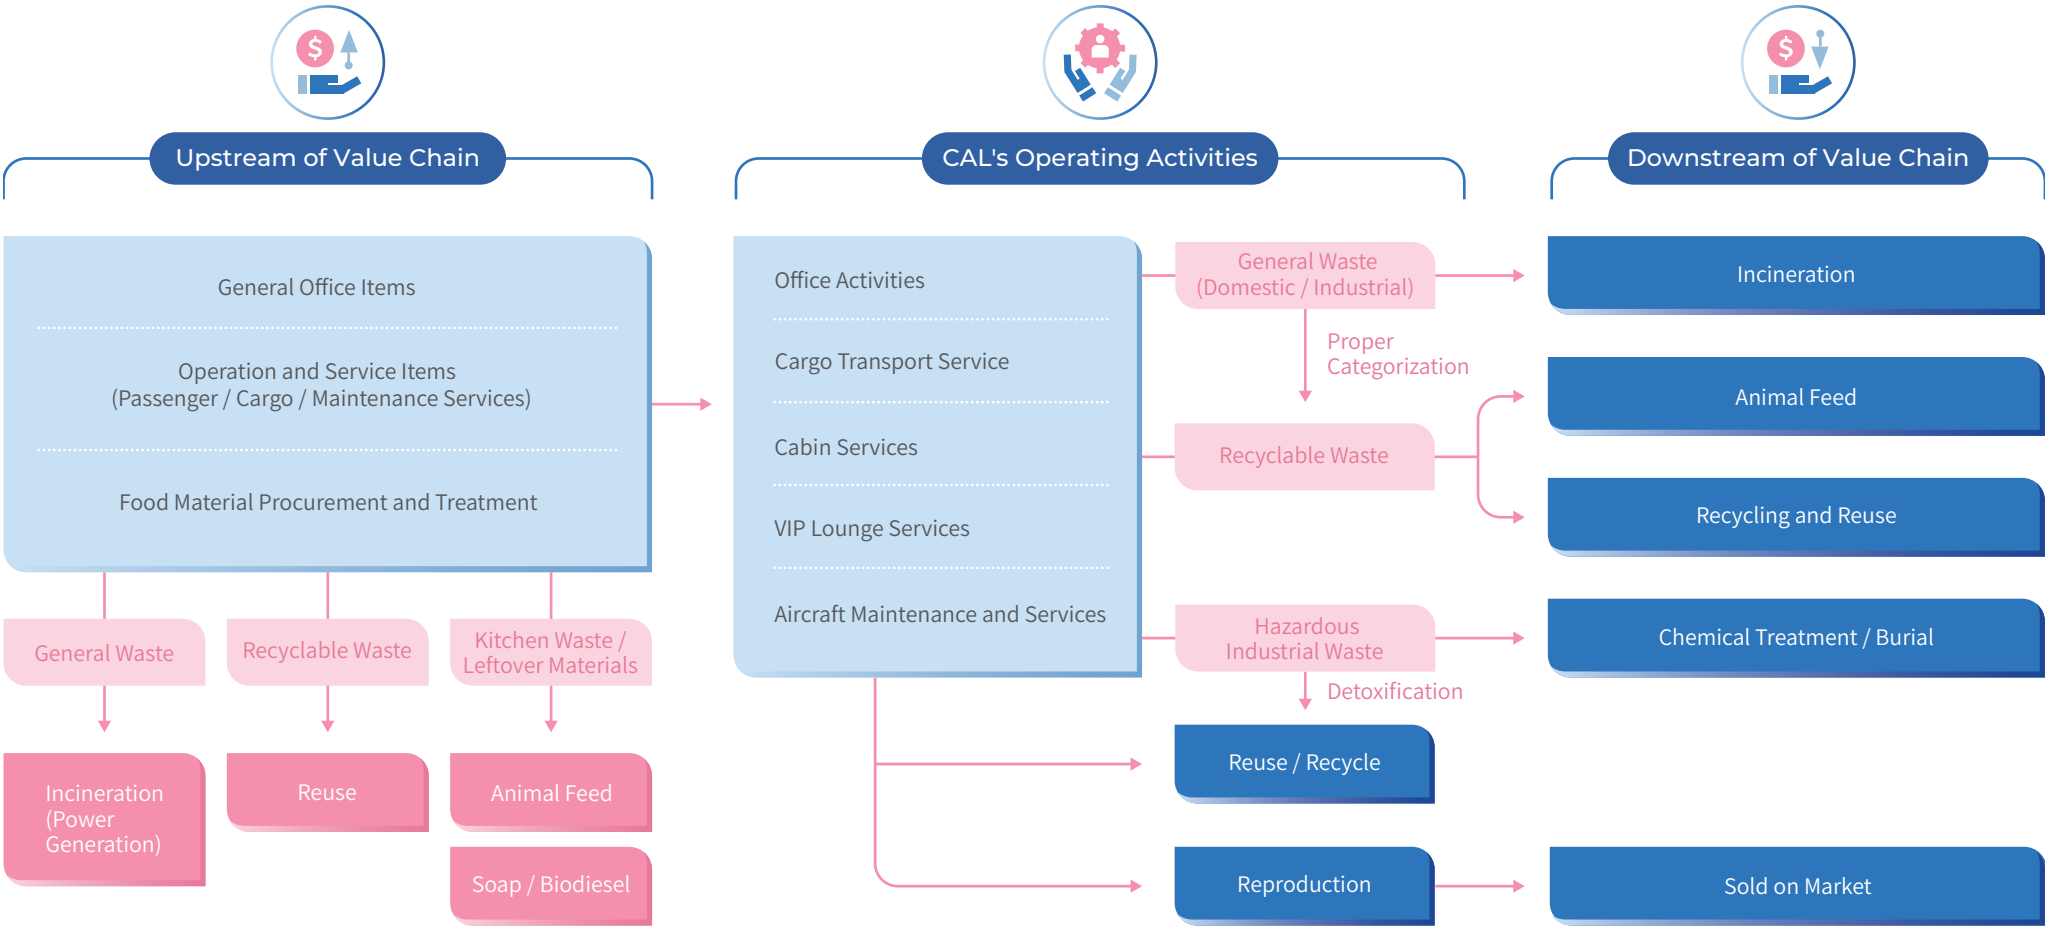 Upstream of Value Chain
General Office Items
Operation and Service Items
(Passenger / Cargo / Maintenance Services)
Food Material Procurement and Treatment
General Waste
Recyclable Waste
Kitchen Waste /
Leftover Materials
Incineration
(Power
Generation)
Reuse
Animal Feed
Soap / Biodiesel
CAL's Operating Activities
Office Activities
Cargo Transport Service
Cabin Services
VIP Lounge Services
Aircraft Maintenance and Services
General Waste
(Domestic / Industrial)
Proper
Categorization
Recyclable Waste
Hazardous
Industrial Waste
Detoxification
Reuse / Recycle
Reproduction
Downstream of Value Chain
Incineration
Animal Feed
Recycling and Reuse
Chemical Treatment / Burial
Sold on Market